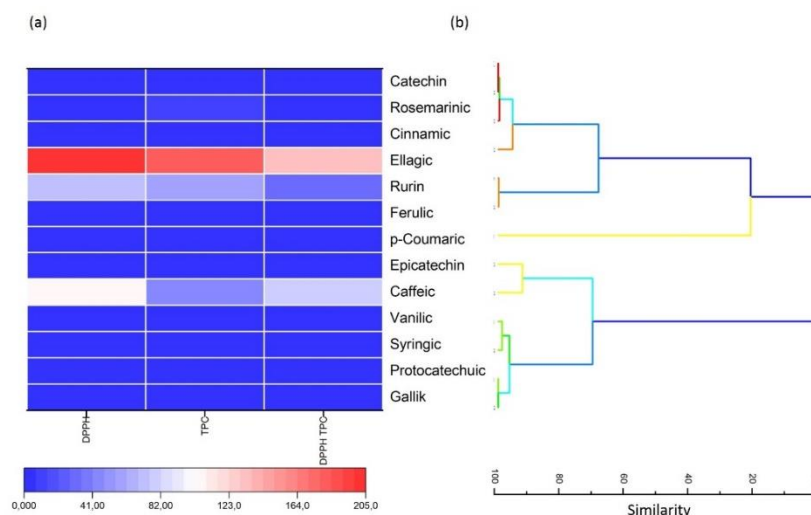 (a)
(b)
Catechin
Rosemarinic
Cinnamic
Ellagic
Rurin
Ferulic
p-Coumaric
Epicatechin
Caffeic
Vanilic
Syringic
Protocatechuic
Gallik
DPPH
TPC
DPPH TPC
0,000 41,00 82,00 123,0 164,0 205,0
100 80 60 40 20
Similarity